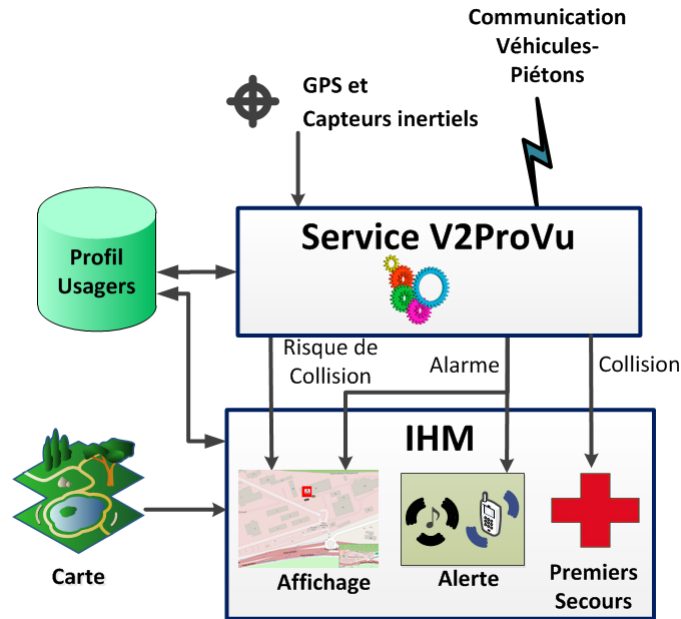 Communication
Véhicules-
Piétons
GPS et
Capteurs inertiels
Service V2ProVu
Profil
Usagers
Risque de
Collision
Alarme
Collision
IHM
Carte
Affichage
Alerte
Premiers
Secours